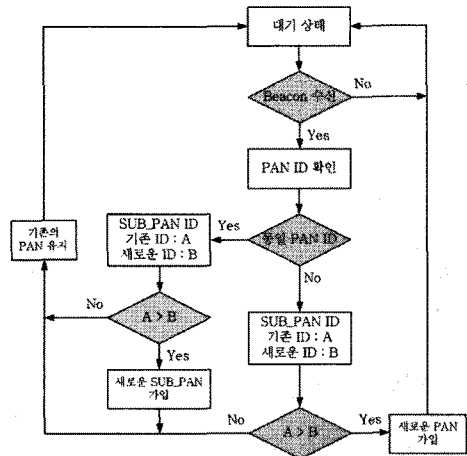 대기 상태
Beacon 수신
No
Yes
PAN ID 확인
동일 PAN ID
Yes
No
SUB_PAN ID
기존 ID : A
새로운 ID : B
기존의
PAN 유지
A > B
No
Yes
새로운 SUB_PAN
가입
SUB_PAN ID
기존 ID : A
새로운 ID : B
A > B
No
Yes
새로운 PAN
가입